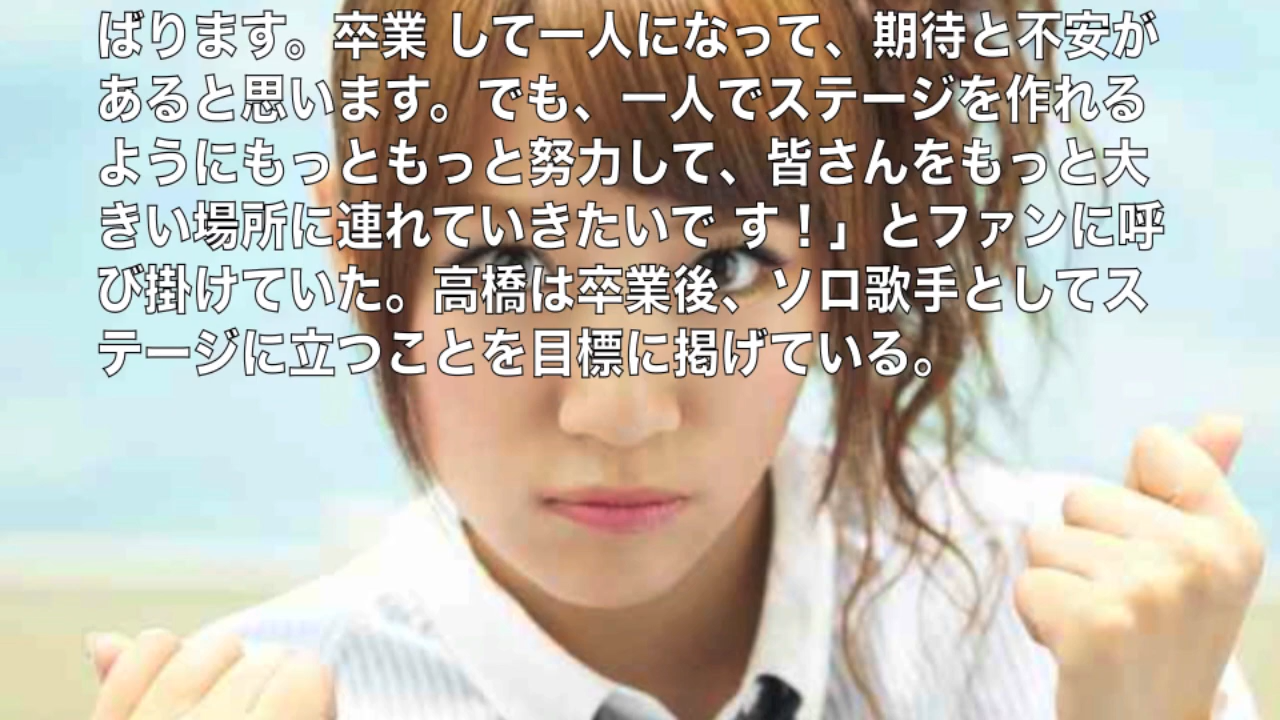 ばります。卒業 して一人になって、期待と不安が
あると思います。でも、一人でステージを作れる
ようにもっともっと努力して、皆さんをもっと大
きい場所に連れていきたいで す！」とファンに呼
び掛けていた。高橋は卒業後、ソロ歌手としてス
テージに立つことを目標に掲げている。